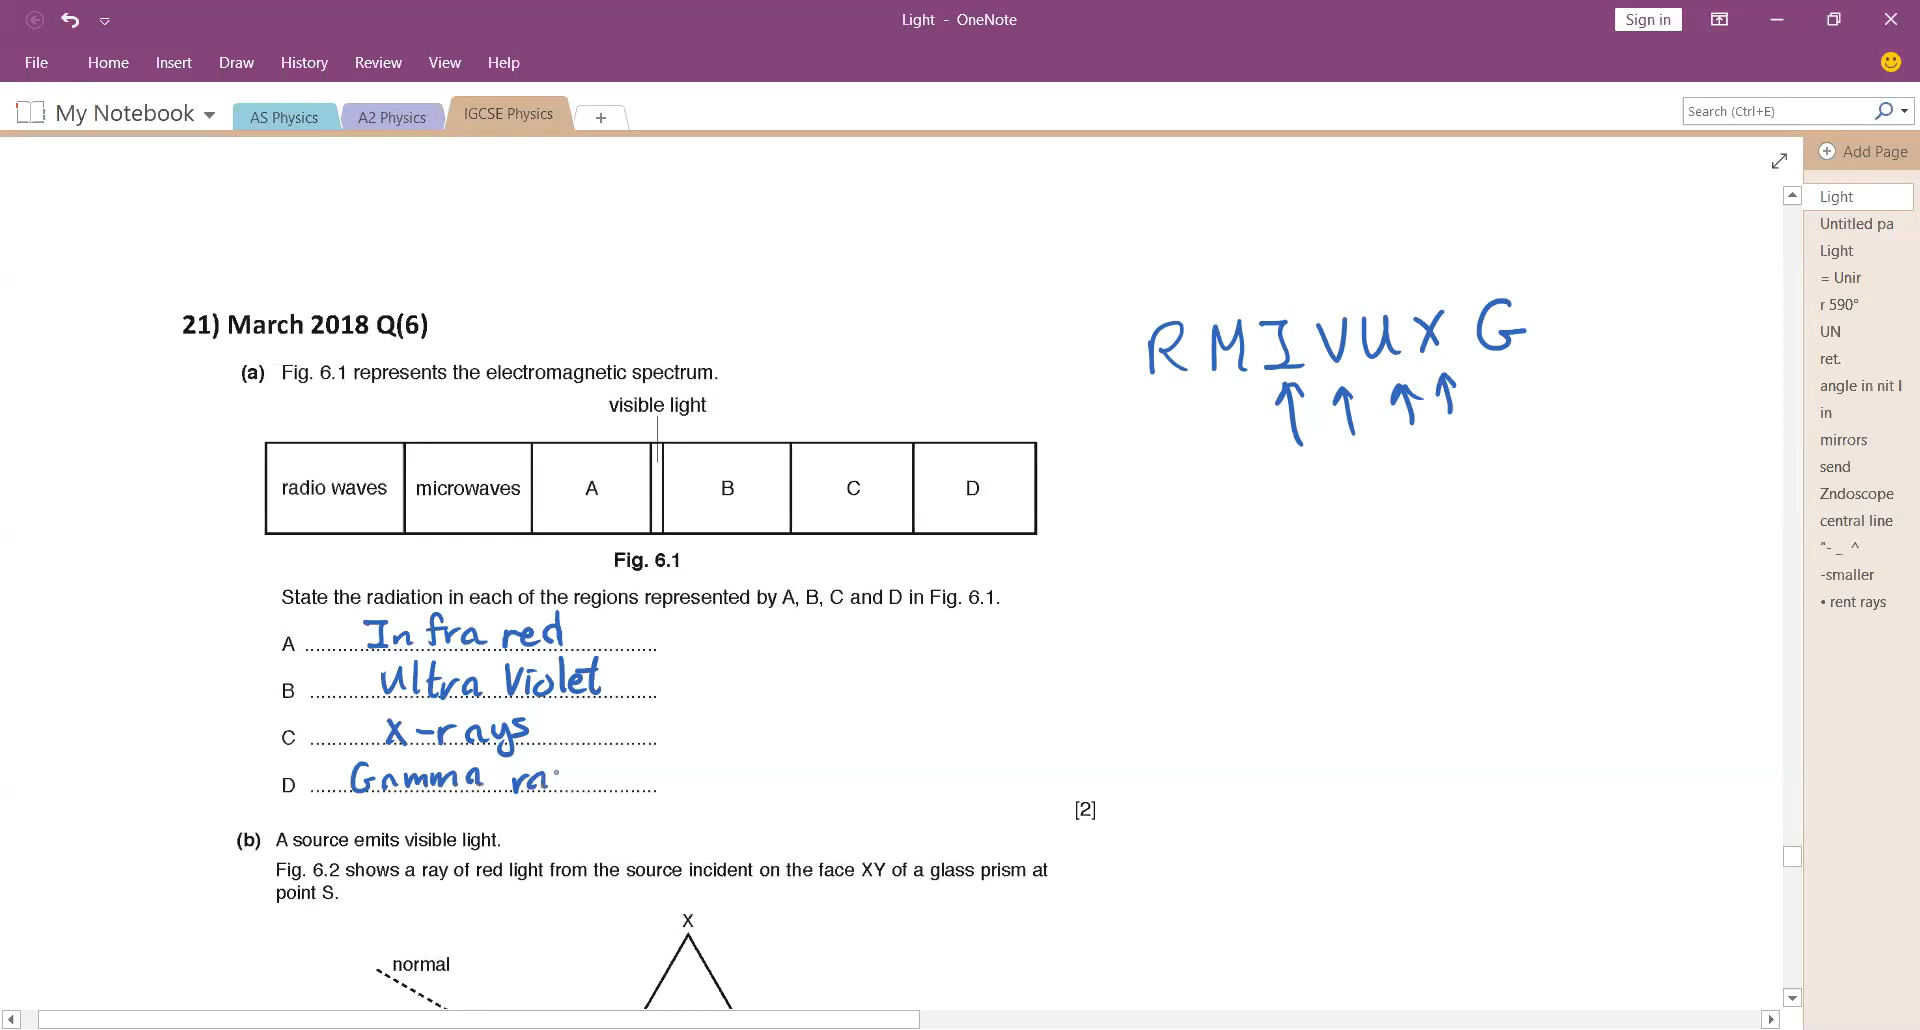 Light - OneNote
Sign in
File Home Insert Draw History Review View Help
My Notebook
AS Physics
A2 Physics
IGCSE Physics
+
Search (Ctrl+E)
Add Page
Light
Untitled pa
Light
= Unir
r 590°
UN
ret.
angle in nit I
in
mirrors
send
Zndoscope
central line
"- _ ^
-smaller
• rent rays
21) March 2018 Q(6)
R M I V U X G
(a) Fig. 6.1 represents the electromagnetic spectrum.
visible light
radio waves microwaves A B C D
Fig. 6.1
State the radiation in each of the regions represented by A, B, C and D in Fig. 6.1.
A Infra red
B Ultra Violet
C X-rays
D Gamma ra
[2]
(b) A source emits visible light.
Fig. 6.2 shows a ray of red light from the source incident on the face XY of a glass prism at
point S.
X
normal